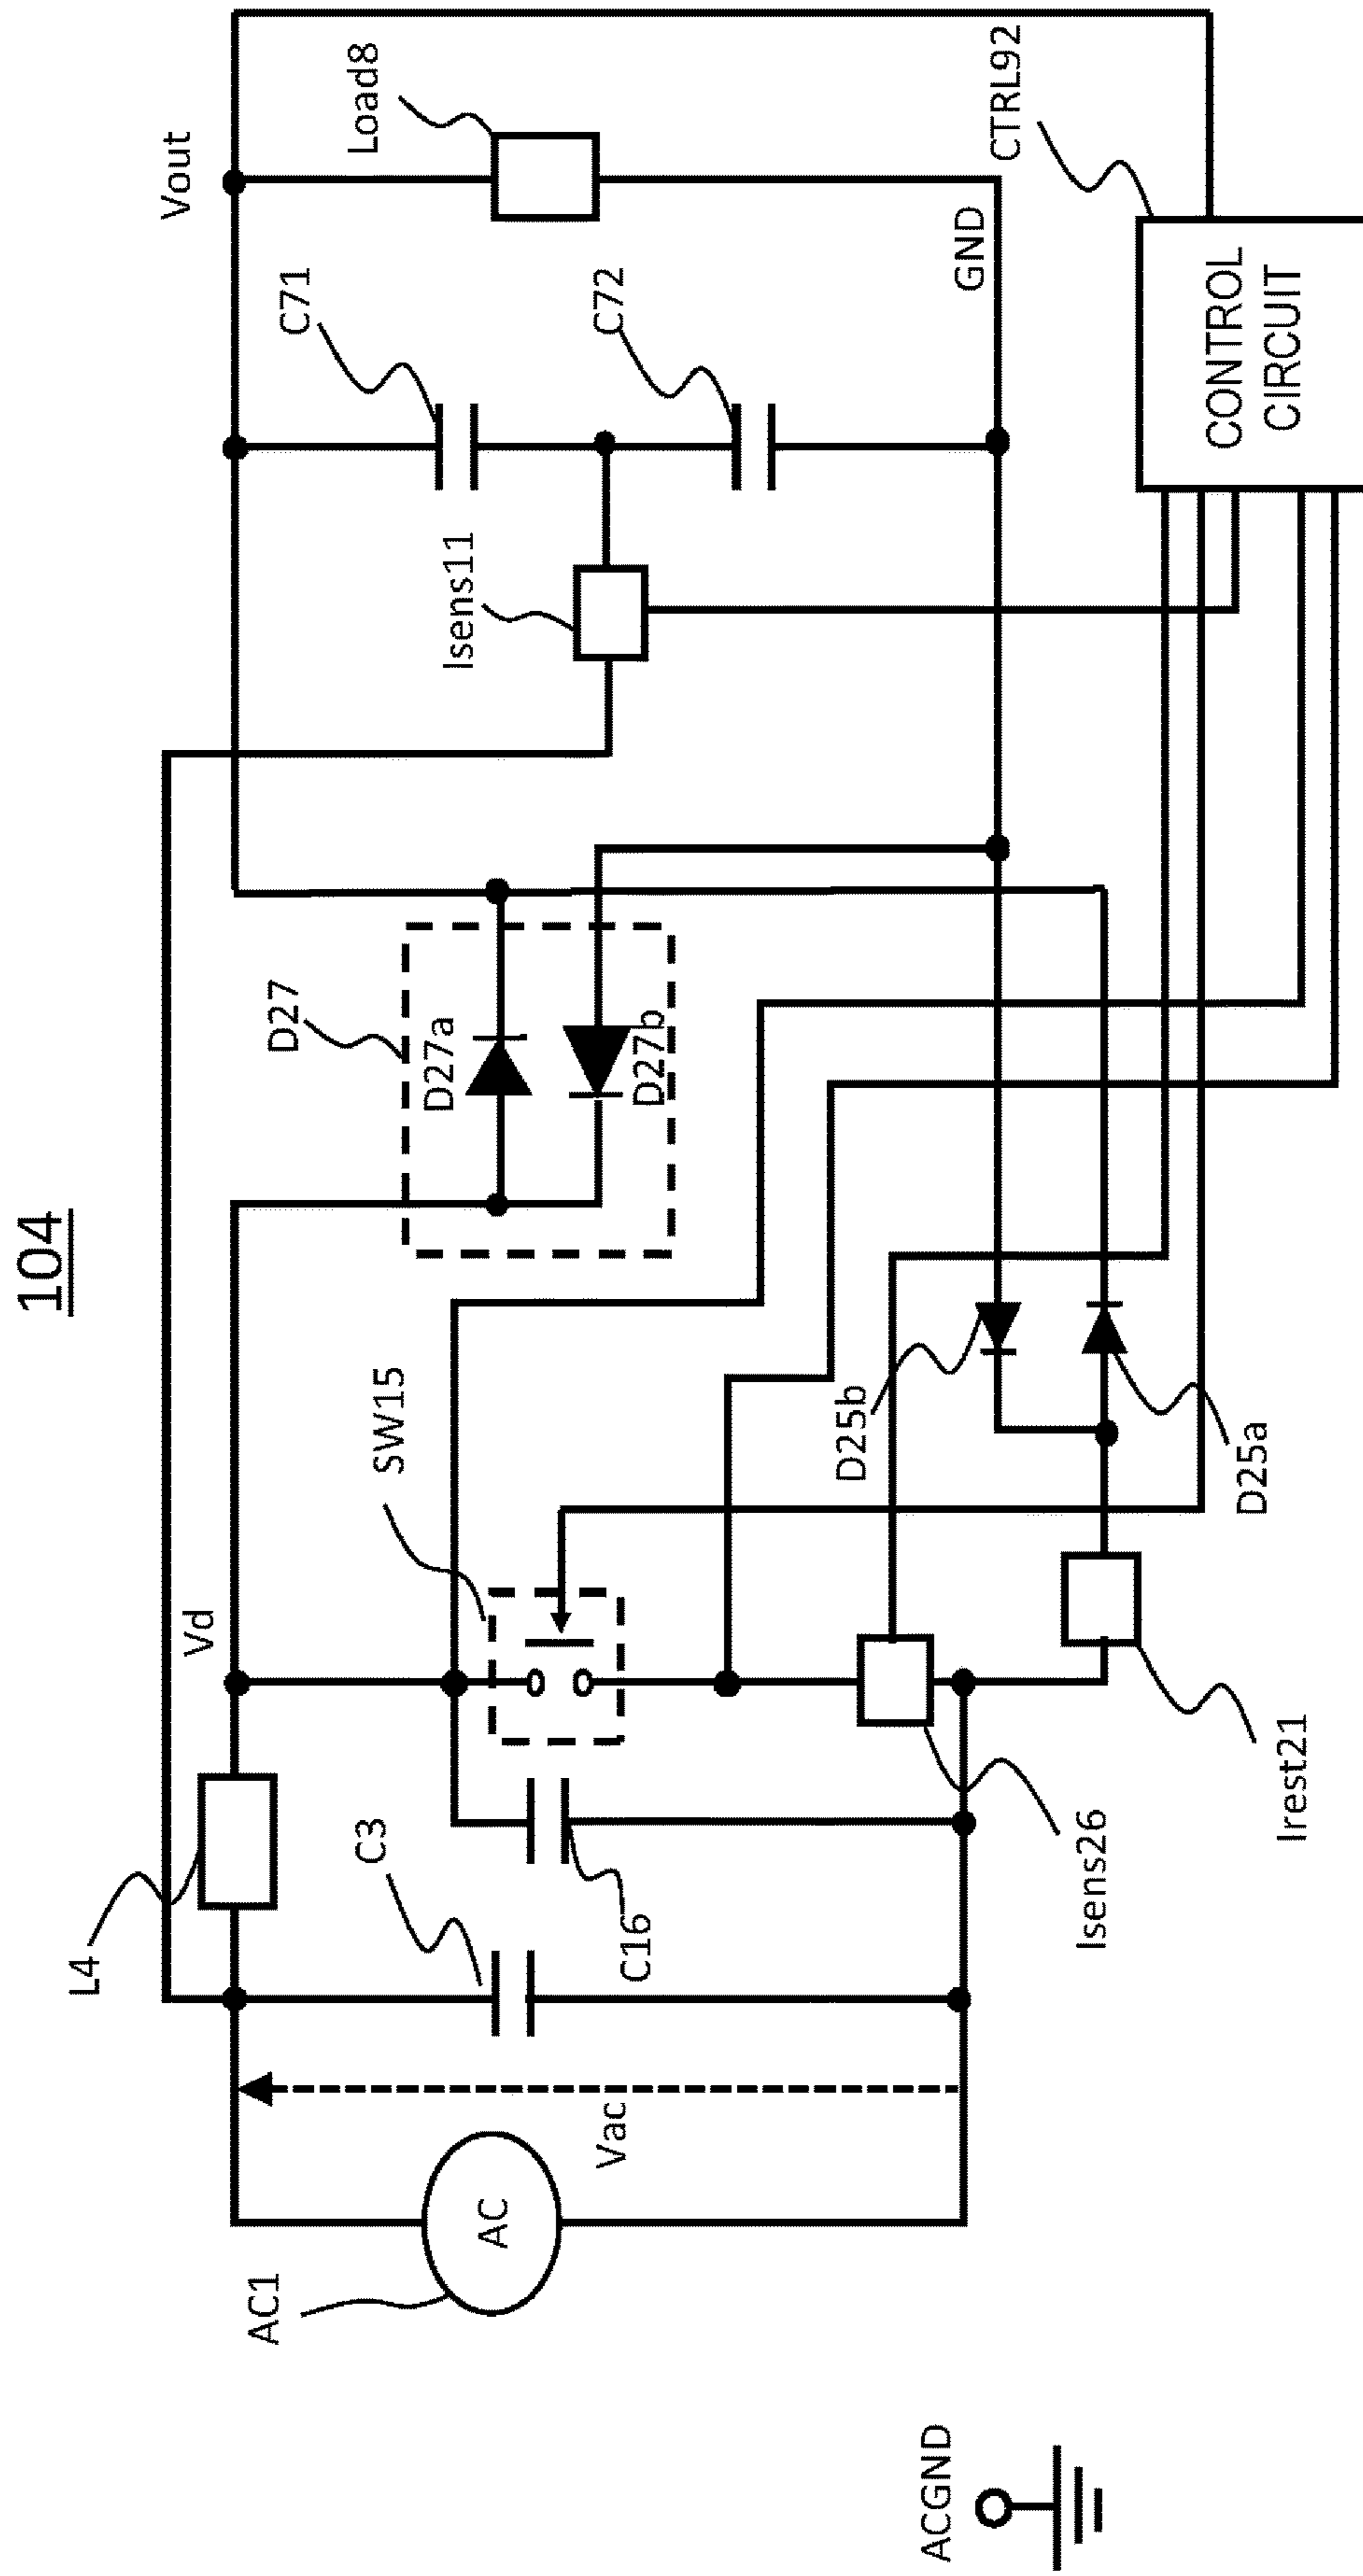 104
AC1
AC
Vac
ACGND
L4
C3
C16
Vd
SW15
Isens26
Irest21
D25b
D25a
D27
D27a
D27b
Isens11
C71
C72
Vout
Load8
GND
CTRL92
CONTROL
CIRCUIT